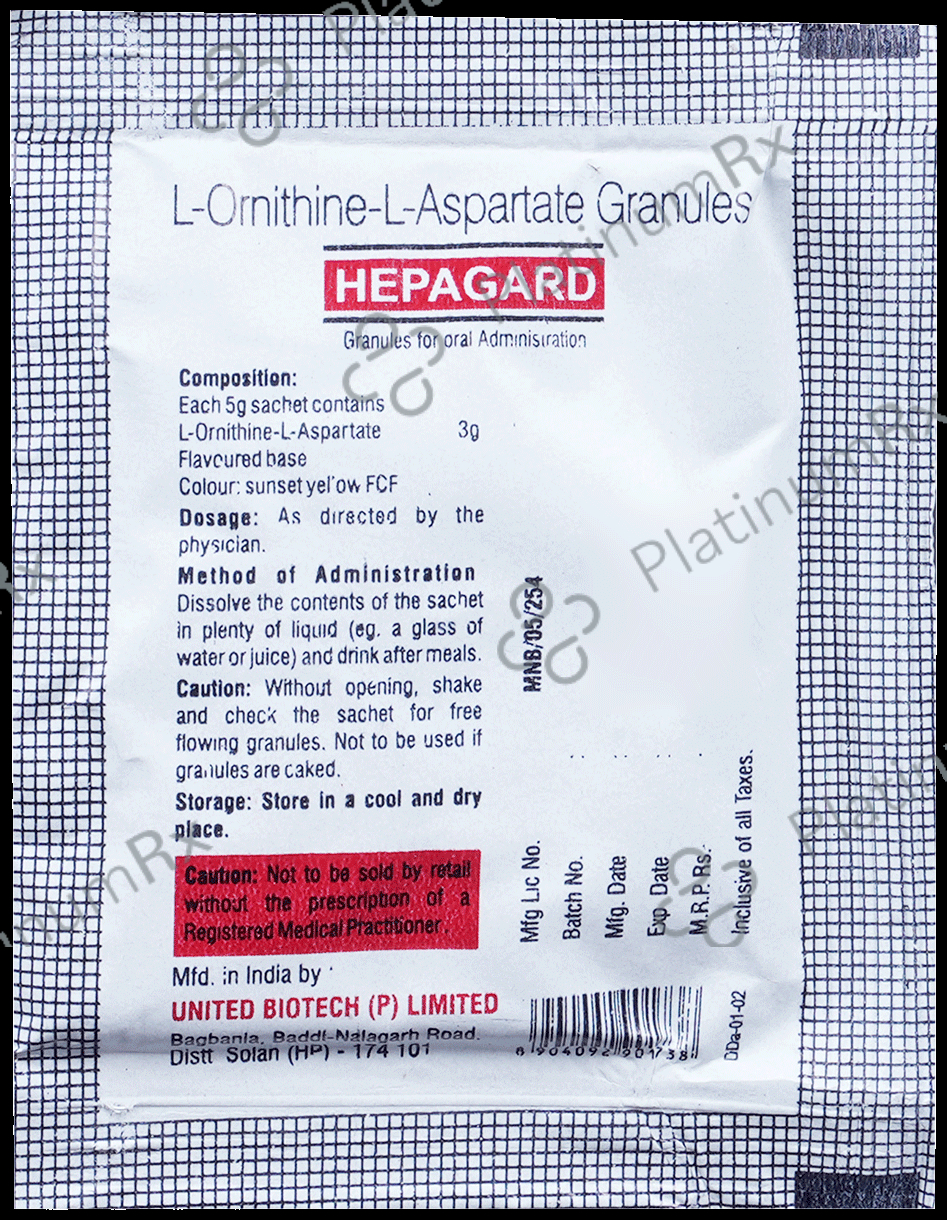 L-Ornithine-L-Aspartate Granules
HEPAGARD
Granules for oral Administration
Composition:
Each 5g sachet contains
L-Ornithine-L-Aspartate 3g
Flavoured base
Colour: sunset yellow FCF
Dosage: As directed by the
physician.
Method of Administration
Dissolve the contents of the sachet
in plenty of liquid (eg. a glass of
water or juice) and drink after meals.
Caution: Without opening, shake
and check the sachet for free
flowing granules. Not to be used if
granules are caked.
Storage: Store in a cool and dry
place.
Caution: Not to be sold by retail
without the prescription of a
Registered Medical Practitioner.
Mfd. in India by
UNITED BIOTECH (P) LIMITED
Bagbania, Baddi-Nalagarh Road,
Distt Solan (HP) - 174 101
MNB/05/254
Mfg Lic No.
Batch No.
Mfg. Date
Exp Date
M.R.P. Rs.
Inclusive of all Taxes.
DDa-01-02
PlatinumRx
PlatinumRx
PlatinumRx